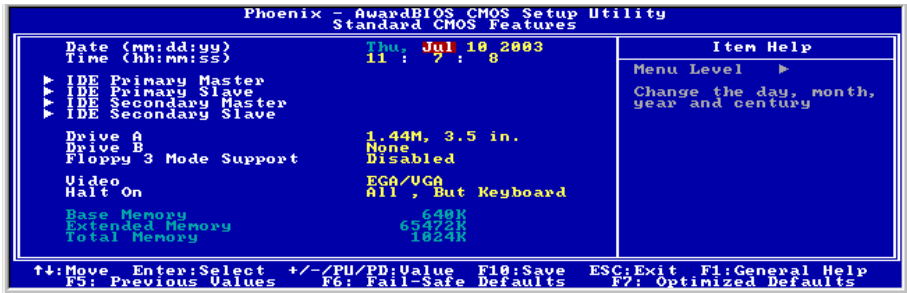 Phoenix - AwardBIOS CMOS Setup Utility
Standard CMOS Features
Date (mm:dd:yy) Thu, Jul 10 2003
Time (hh:mm:ss) 11 : 7 : 8
► IDE Primary Master
► IDE Primary Slave
► IDE Secondary Master
► IDE Secondary Slave
Drive A 1.44M, 3.5 in.
Drive B None
Floppy 3 Mode Support Disabled
Video EGA/VGA
Halt On All , But Keyboard
Base Memory 640K
Extended Memory 65472K
Total Memory 1024K
Item Help
Menu Level ►
Change the day, month,
year and century
↑↓:Move Enter:Select +/-/PU/PD:Value F10:Save ESC:Exit F1:General Help
F5: Previous Values F6: Fail-Safe Defaults F7: Optimized Defaults